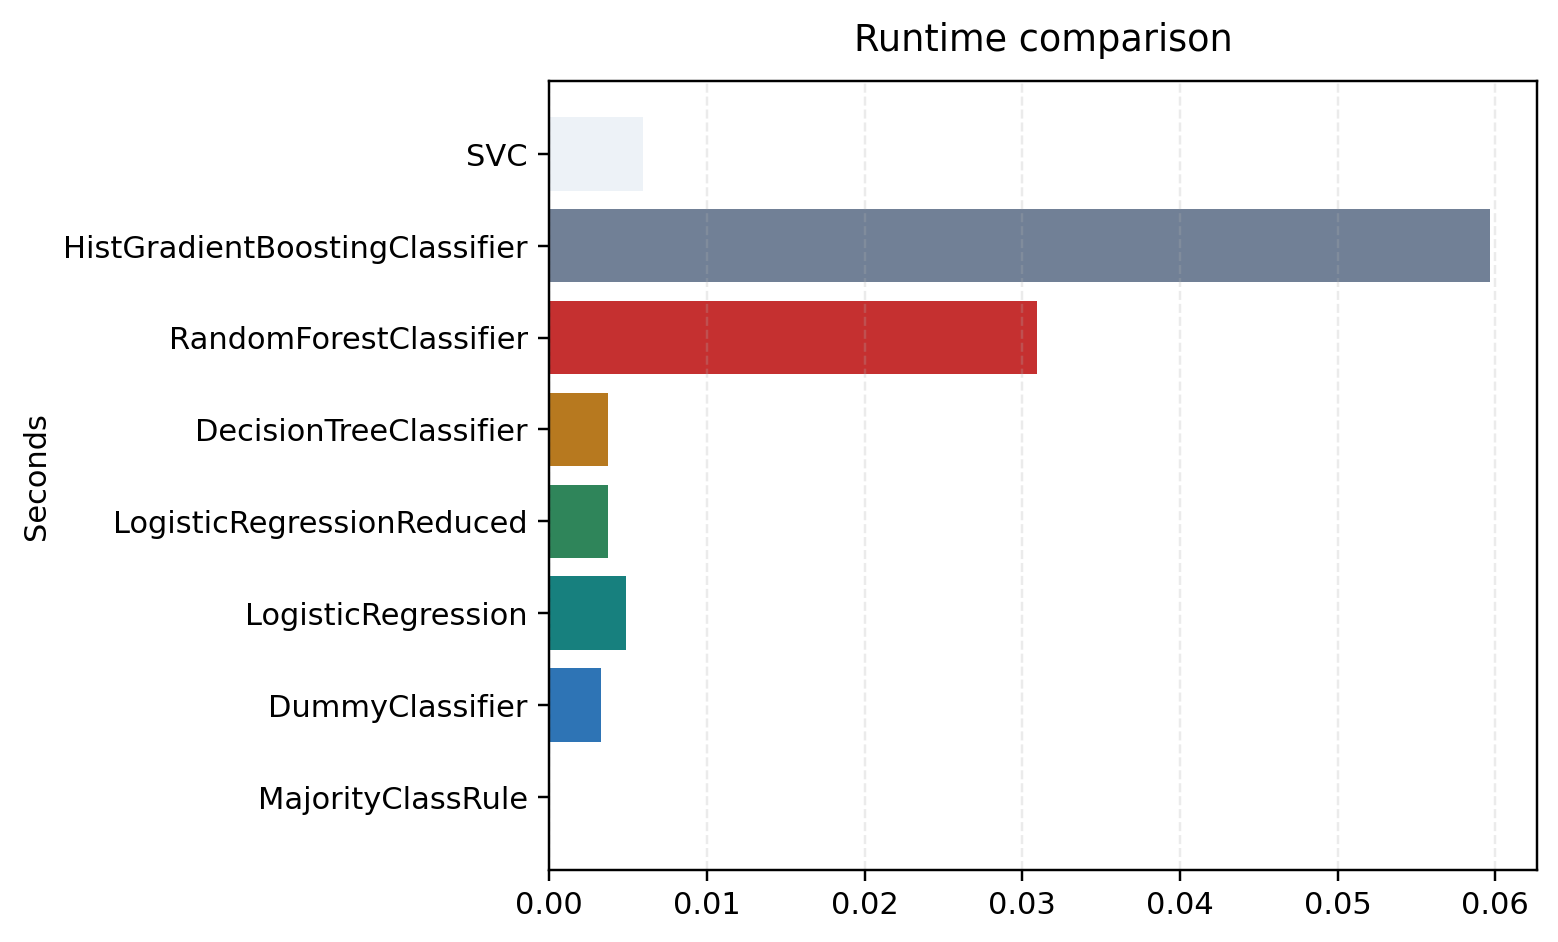 Runtime comparison
SVC
HistGradientBoostingClassifier
RandomForestClassifier
DecisionTreeClassifier
LogisticRegressionReduced
LogisticRegression
DummyClassifier
MajorityClassRule
Seconds
0.00 0.01 0.02 0.03 0.04 0.05 0.06